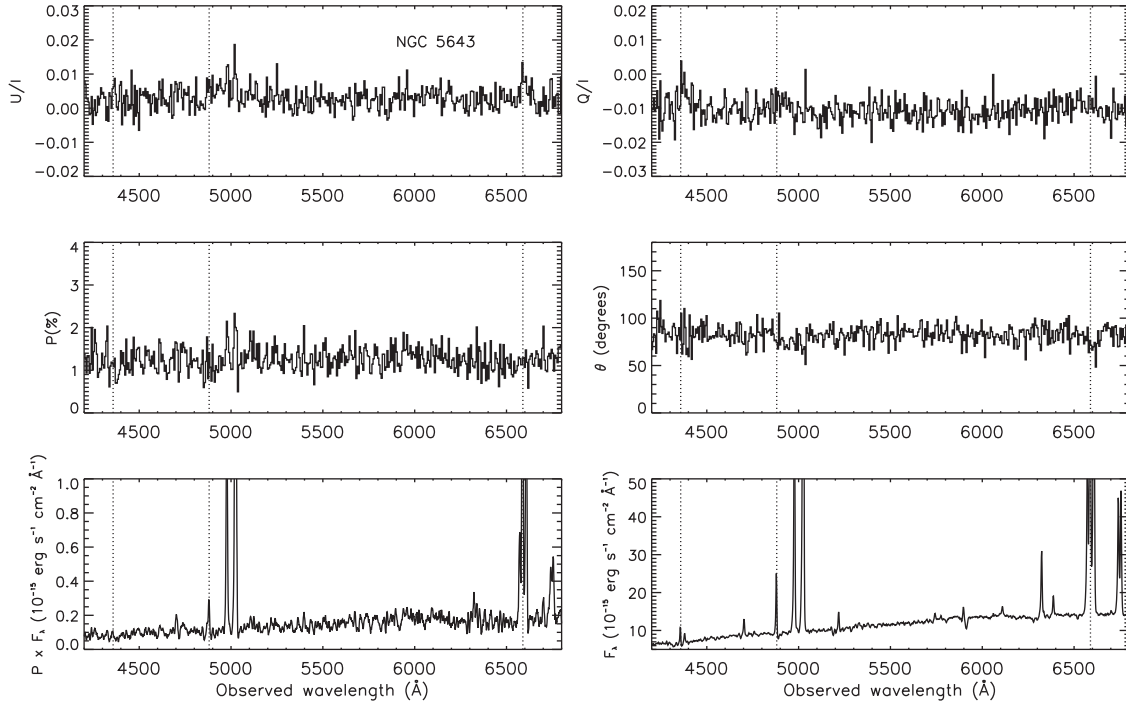 0.03
0.02
0.01
0.00
−0.01
−0.02
U/I
NGC 5643
4500 5000 5500 6000 6500
0.02
0.01
0.00
−0.01
−0.02
−0.03
Q/I
4500 5000 5500 6000 6500
4
3
2
1
0
P(%)
4500 5000 5500 6000 6500
150
100
50
0
θ (degrees)
4500 5000 5500 6000 6500
1.0
0.8
0.6
0.4
0.2
0.0
P x Fλ (10⁻¹⁵ erg s⁻¹ cm⁻² Å⁻¹)
4500 5000 5500 6000 6500
Observed wavelength (Å)
50
40
30
20
10
Fλ (10⁻¹⁵ erg s⁻¹ cm⁻² Å⁻¹)
4500 5000 5500 6000 6500
Observed wavelength (Å)